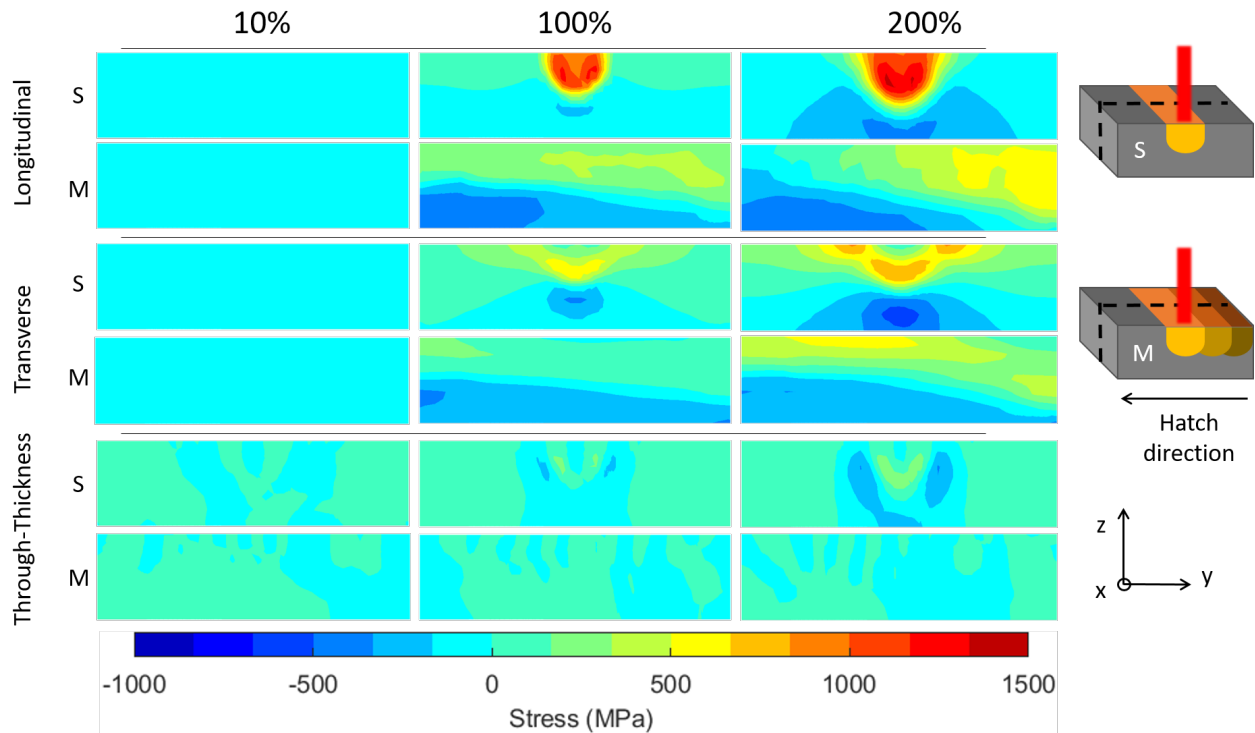 10% 100% 200%
Longitudinal
S
M
Transverse
S
M
Through-Thickness
S
M
-1000 -500 0 500 1000 1500
Stress (MPa)
S
M
Hatch
direction
z
x y